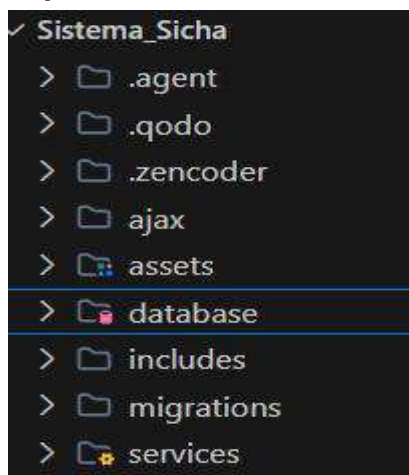 Sistema_Sicha
.agent
.qodo
.zencoder
ajax
assets
database
includes
migrations
services